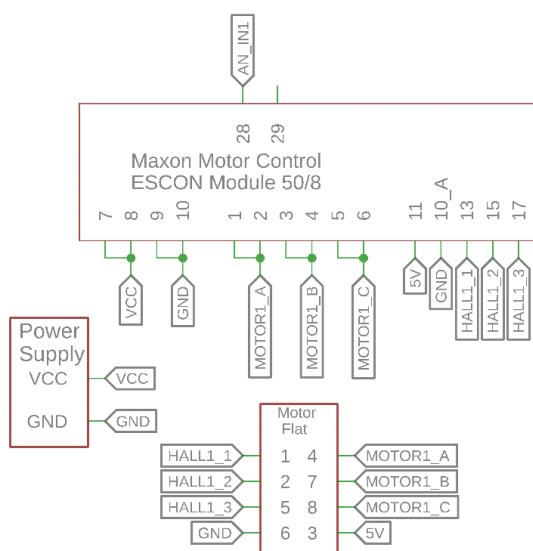 AN_IN1
28 29
Maxon Motor Control
ESCON Module 50/8
7 8 9 10 1 2 3 4 5 6 11 10_A 13 15 17
VCC GND MOTOR1_A MOTOR1_B MOTOR1_C 5V GND HALL1_1 HALL1_2 HALL1_3
Power
Supply
VCC VCC
GND GND
Motor
Flat
HALL1_1 1 4 MOTOR1_A
HALL1_2 2 7 MOTOR1_B
HALL1_3 5 8 MOTOR1_C
GND 6 3 5V